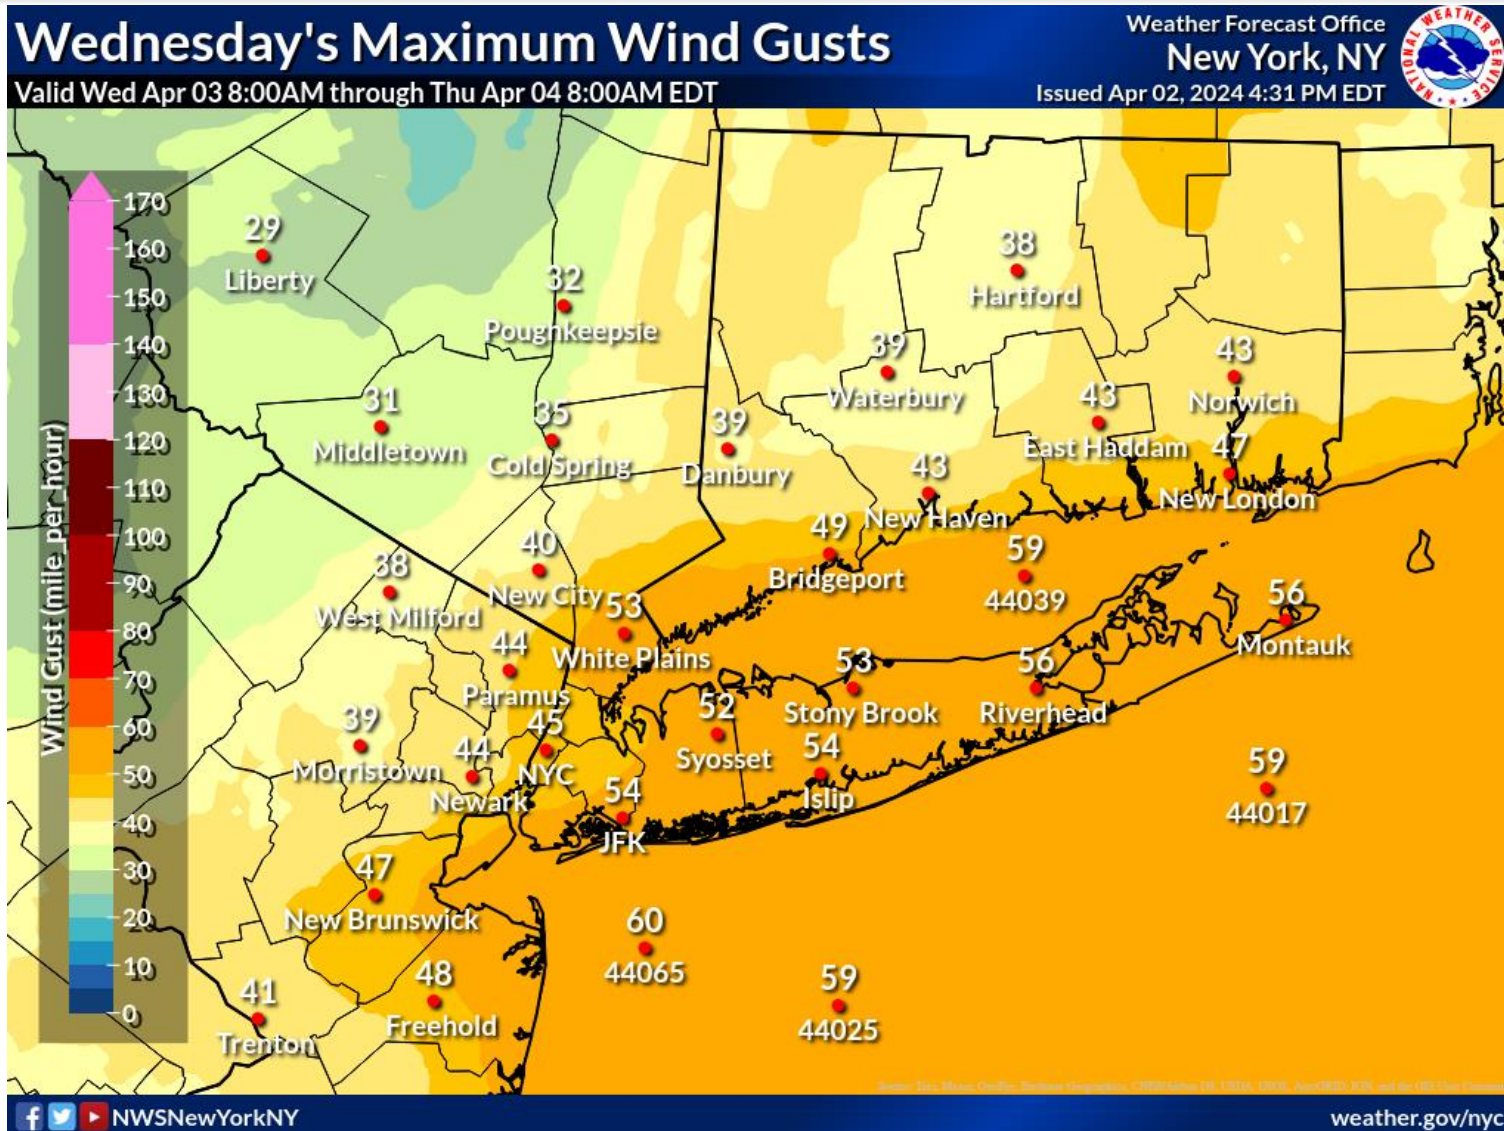 Wednesday's Maximum Wind Gusts
Valid Wed Apr 03 8:00AM through Thu Apr 04 8:00AM EDT
Weather Forecast Office
New York, NY
Issued Apr 02, 2024 4:31 PM EDT
NATIONAL WEATHER SERVICE
Wind Gust (mile_per_hour)
170
160
150
140
130
120
110
100
90
80
70
60
50
40
30
20
10
0
29
Liberty
32
Poughkeepsie
38
Hartford
39
Waterbury
43
Norwich
31
Middletown
35
Cold Spring
39
Danbury
43
East Haddam
47
New London
43
New Haven
49
Bridgeport
40
New City
38
West Milford
59
44039
53
White Plains
56
Montauk
44
Paramus
53
Stony Brook
56
Riverhead
39
Morristown
44
Newark
45
NYC
52
Syosset
54
Islip
54
JFK
59
44017
47
New Brunswick
60
44065
48
Freehold
59
44025
41
Trenton
NWSNewYorkNY
weather.gov/nyc